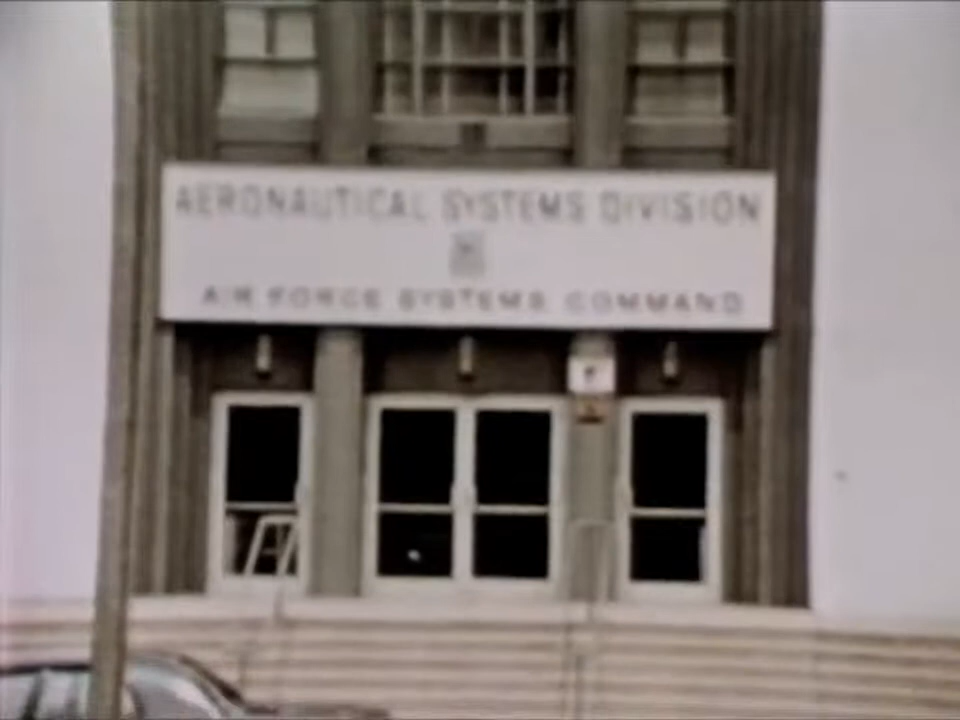 AERONAUTICAL SYSTEMS DIVISION
AIR FORCE SYSTEMS COMMAND